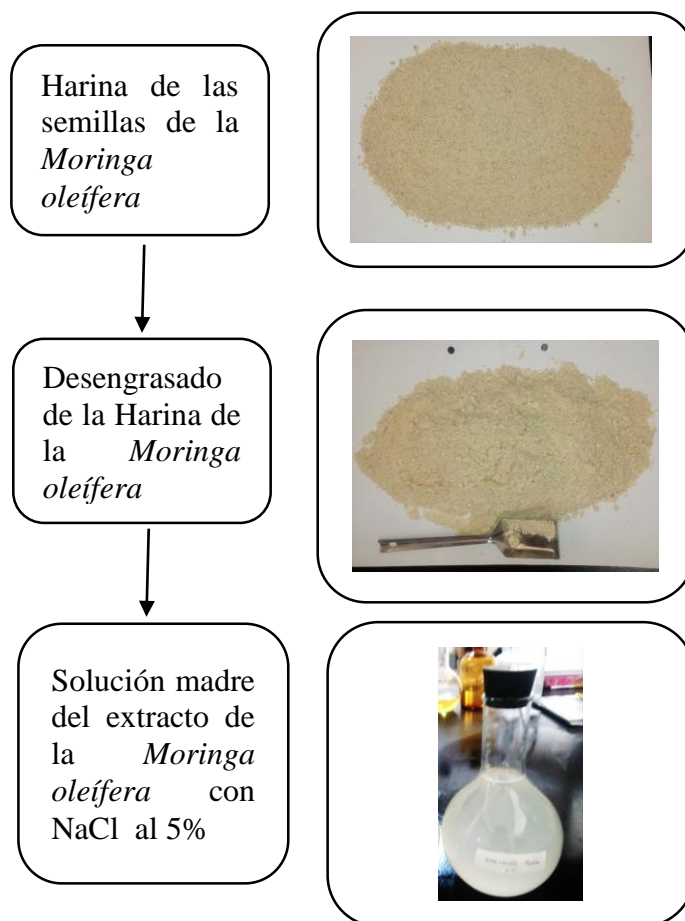 Harina de las
semillas de la
Moringa
oleífera
Desengrasado
de la Harina de
la Moringa
oleífera
Solución madre
del extracto de
la Moringa
oleífera con
NaCl al 5%